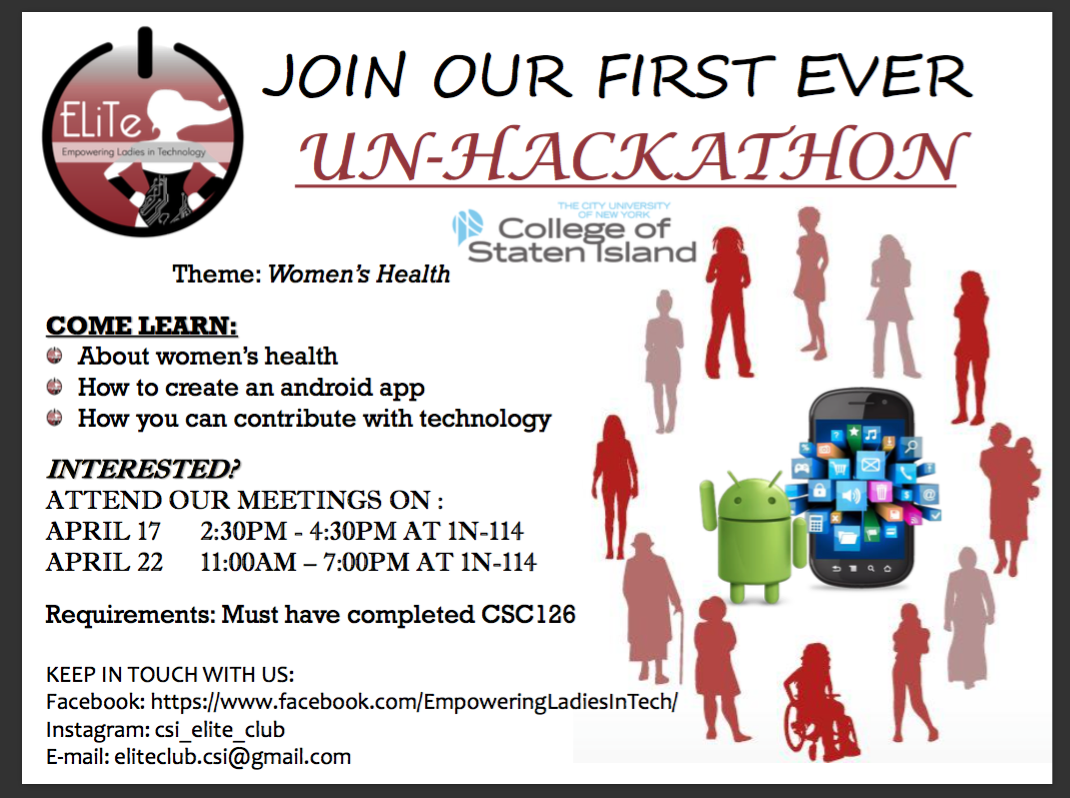 ELiTe
Empowering Ladies in Technology
JOIN OUR FIRST EVER
UN-HACKATHON
THE CITY UNIVERSITY
OF NEW YORK
College of
Staten Island
Theme: Women's Health
COME LEARN:
About women's health
How to create an android app
How you can contribute with technology
INTERESTED?
ATTEND OUR MEETINGS ON :
APRIL 17 2:30PM - 4:30PM AT 1N-114
APRIL 22 11:00AM – 7:00PM AT 1N-114
Requirements: Must have completed CSC126
KEEP IN TOUCH WITH US:
Facebook: https://www.facebook.com/EmpoweringLadiesInTech/
Instagram: csi_elite_club
E-mail: eliteclub.csi@gmail.com